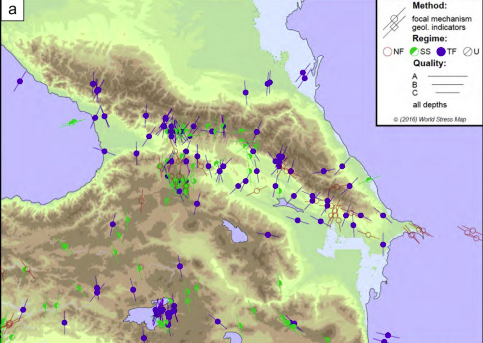 a
Method:
focal mechanism
geol. indicators
Regime:
NF SS TF U
Quality:
A
B
C
all depths
© (2016) World Stress Map